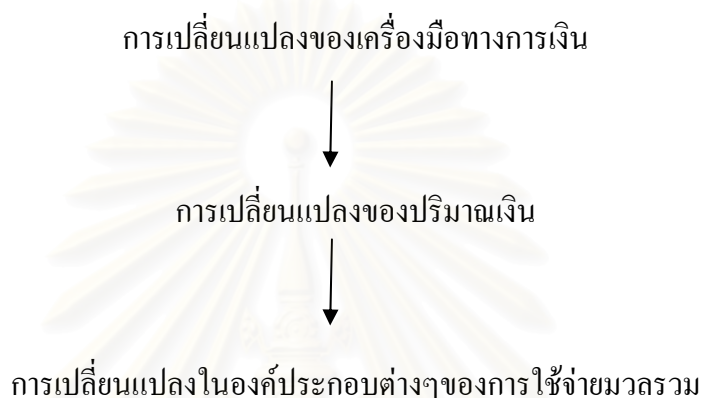 การเปลี่ยนแปลงของเครื่องมือทางการเงิน
การเปลี่ยนแปลงของปริมาณเงิน
การเปลี่ยนแปลงในองค์ประกอบต่างๆของการใช้จ่ายมวลรวม